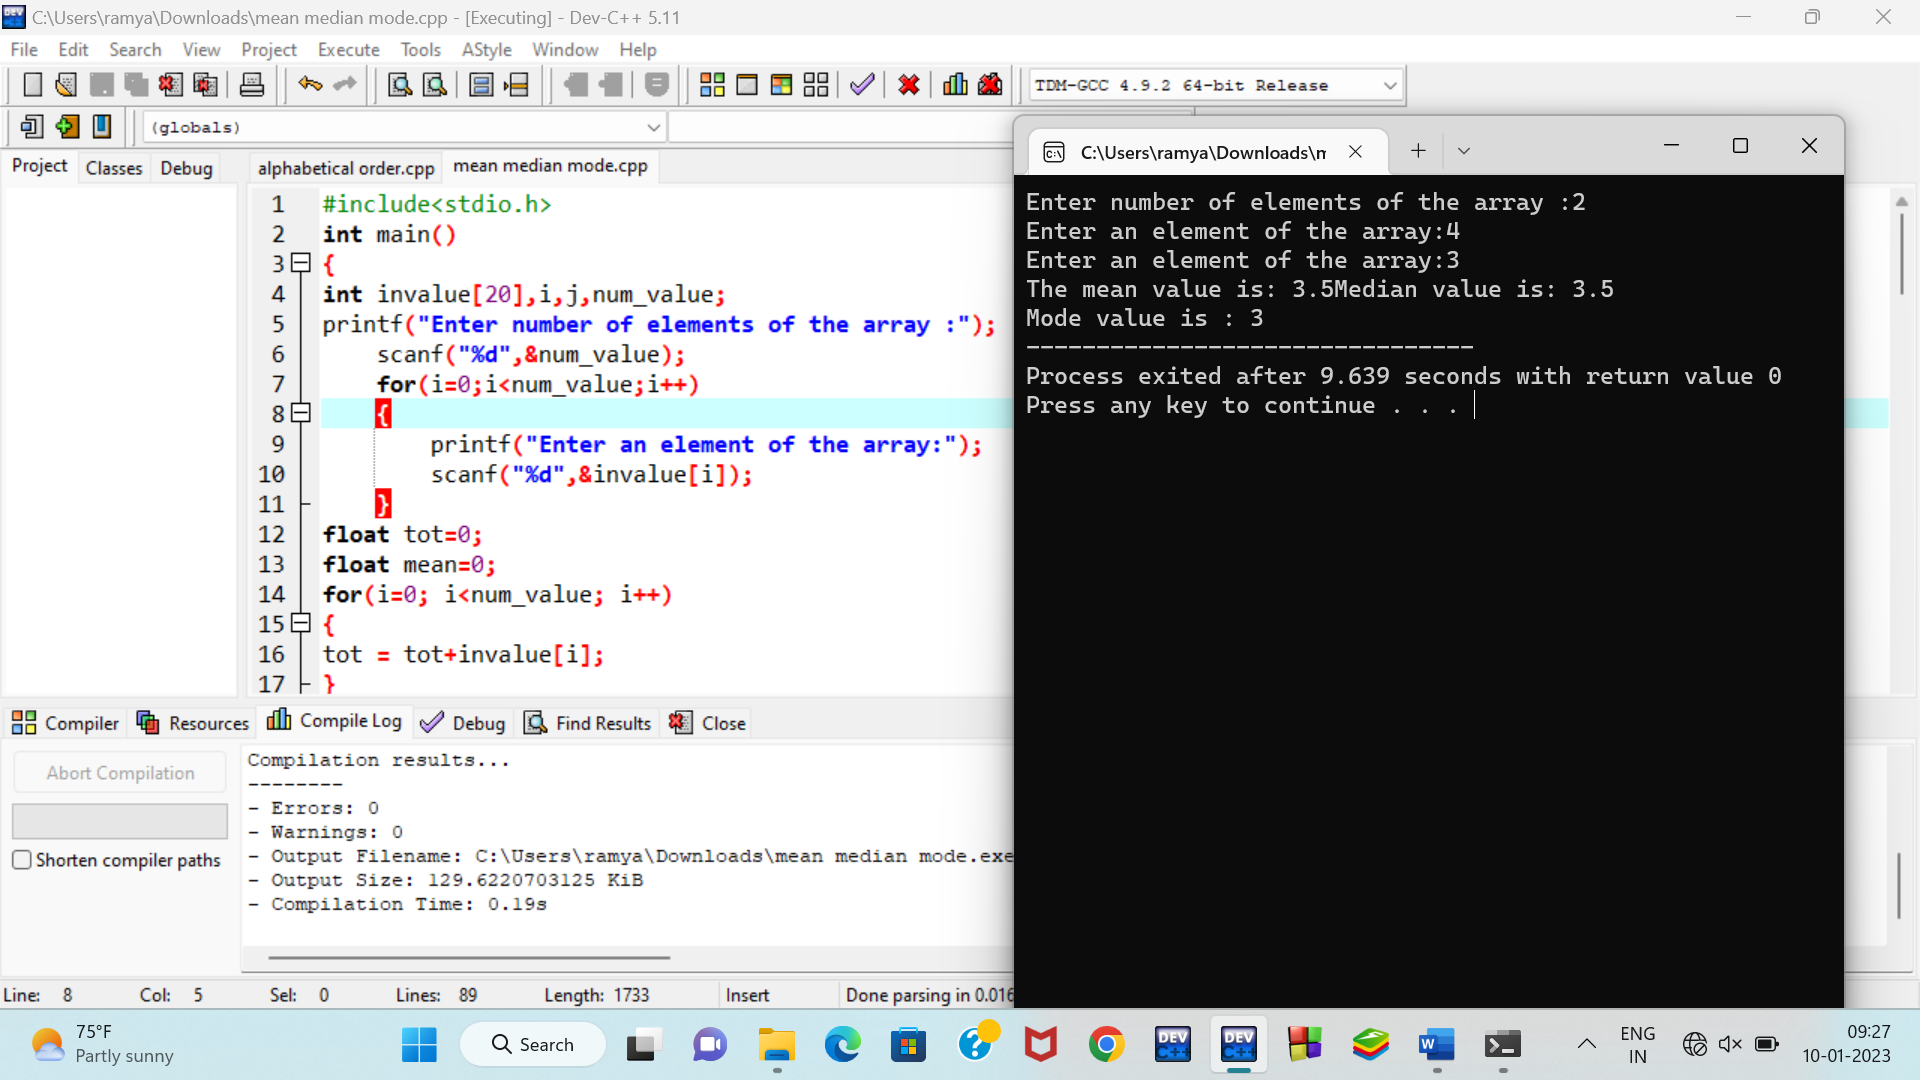 C:\Users\ramya\Downloads\mean median mode.cpp - [Executing] - Dev-C++ 5.11
File Edit Search View Project Execute Tools AStyle Window Help
TDM-GCC 4.9.2 64-bit Release
(globals)
Project Classes Debug
alphabetical order.cpp mean median mode.cpp
1 #include<stdio.h>
2 int main()
3 {
4 int invalue[20],i,j,num_value;
5 printf("Enter number of elements of the array :");
6 scanf("%d",&num_value);
7 for(i=0;i<num_value;i++)
8 {
9 printf("Enter an element of the array:");
10 scanf("%d",&invalue[i]);
11 }
12 float tot=0;
13 float mean=0;
14 for(i=0; i<num_value; i++)
15 {
16 tot = tot+invalue[i];
17 }
C:\Users\ramya\Downloads\
Enter number of elements of the array :2
Enter an element of the array:4
Enter an element of the array:3
The mean value is: 3.5Median value is: 3.5
Mode value is : 3
--------------------------------
Process exited after 9.639 seconds with return value 0
Press any key to continue . . .
Compiler Resources Compile Log Debug Find Results Close
Abort Compilation
Shorten compiler paths
Compilation results...
--------
- Errors: 0
- Warnings: 0
- Output Filename: C:\Users\ramya\Downloads\mean median mode.exe
- Output Size: 129.6220703125 KiB
- Compilation Time: 0.19s
Line: 8 Col: 5 Sel: 0 Lines: 89 Length: 1733 Insert Done parsing in 0.016
75°F
Partly sunny
Search
DEV C++
DEV C++
W
ENG
IN
09:27
10-01-2023